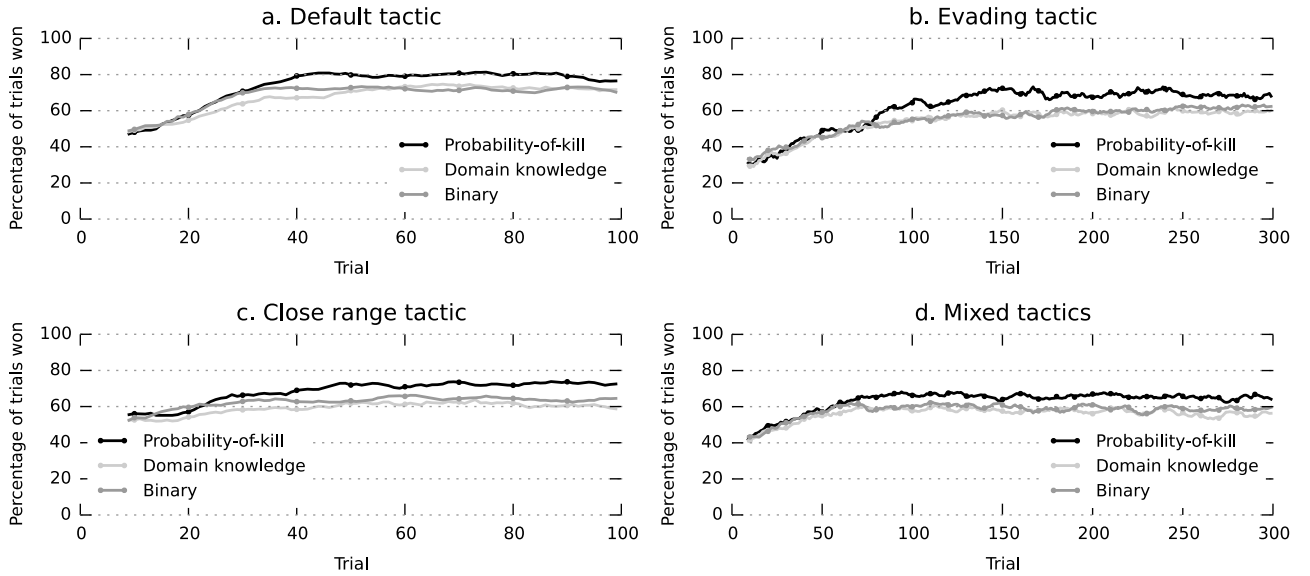 a. Default tactic
Percentage of trials won
100
80
60
40
20
0
Probability-of-kill
Domain knowledge
Binary
0 20 40 60 80 100
Trial
b. Evading tactic
Percentage of trials won
100
80
60
40
20
0
Probability-of-kill
Domain knowledge
Binary
0 50 100 150 200 250 300
Trial
c. Close range tactic
Percentage of trials won
100
80
60
40
20
0
Probability-of-kill
Domain knowledge
Binary
0 20 40 60 80 100
Trial
d. Mixed tactics
Percentage of trials won
100
80
60
40
20
0
Probability-of-kill
Domain knowledge
Binary
0 50 100 150 200 250 300
Trial